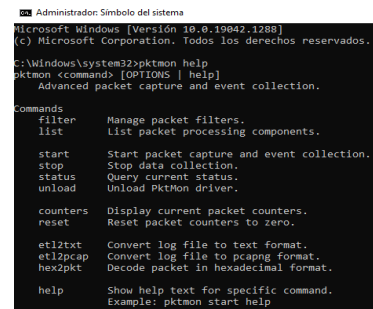 Administrador: Símbolo del sistema
Microsoft Windows [Versión 10.0.19042.1288]
(c) Microsoft Corporation. Todos los derechos reservados.
C:\Windows\system32>pktmon help
pktmon <command> [OPTIONS | help]
Advanced packet capture and event collection.
Commands
filter Manage packet filters.
list List packet processing components.
start Start packet capture and event collection.
stop Stop data collection.
status Query current status.
unload Unload PktMon driver.
counters Display current packet counters.
reset Reset packet counters to zero.
etl2txt Convert log file to text format.
etl2pcap Convert log file to pcapng format.
hex2pkt Decode packet in hexadecimal format.
help Show help text for specific command.
Example: pktmon start help